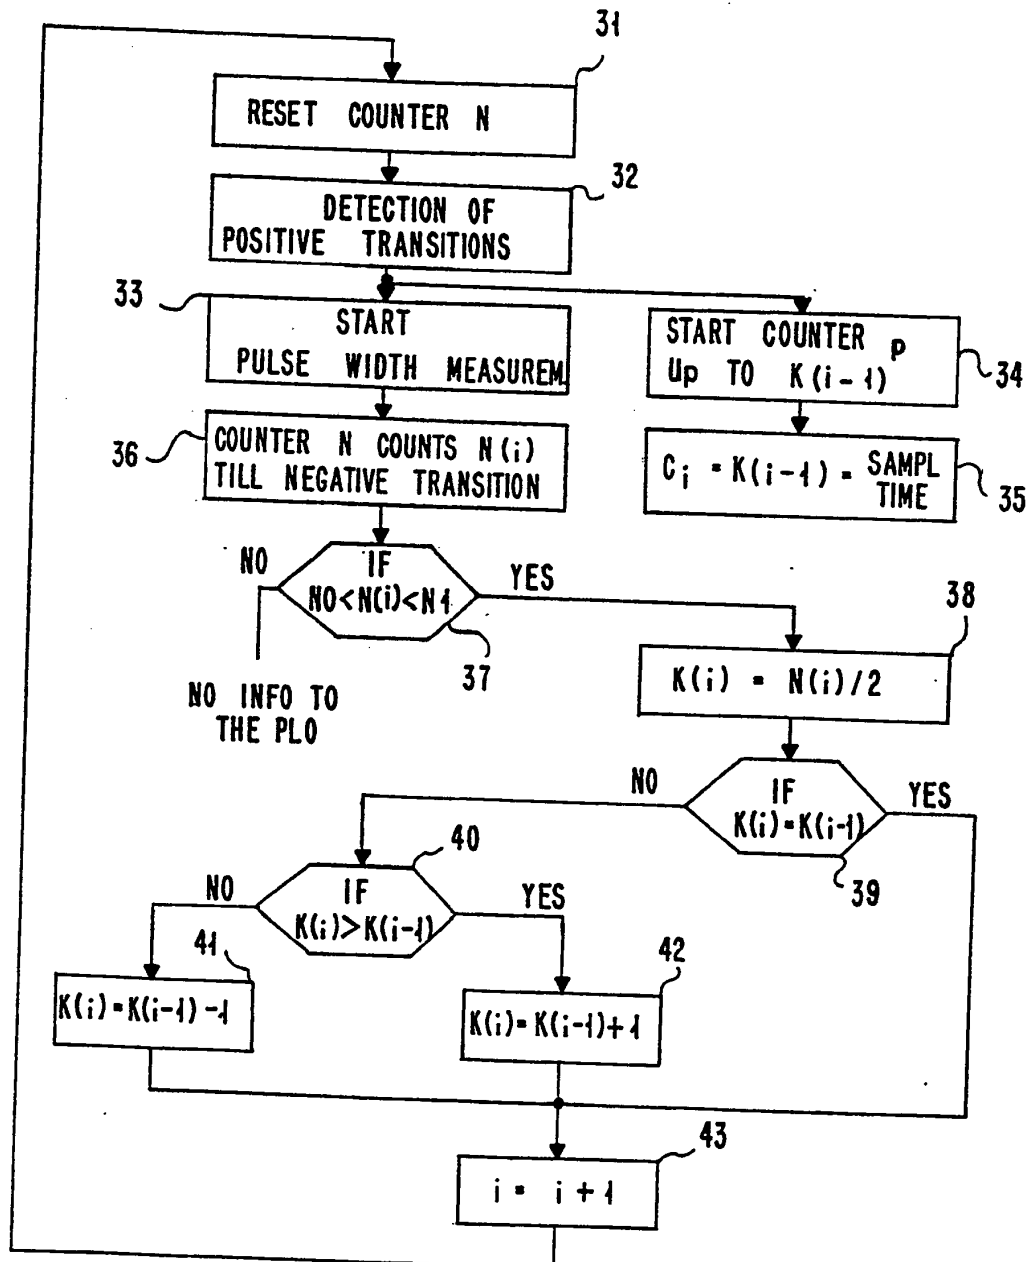 31
RESET COUNTER N
32
DETECTION OF
POSITIVE TRANSITIONS
33
START
PULSE WIDTH MEASUREM
START COUNTER p
Up TO K(i-1)
34
36
COUNTER N COUNTS N(i)
TILL NEGATIVE TRANSITION
Ci = K(i-1) = SAMPL
TIME
35
NO
IF
N0<N(i)<N1
YES
37
38
K(i) = N(i)/2
NO INFO TO
THE PLO
NO
IF
K(i)=K(i-1)
YES
39
40
NO
IF
K(i)>K(i-1)
YES
41
K(i)=K(i-1)-1
42
K(i)=K(i-1)+1
43
i = i + 1